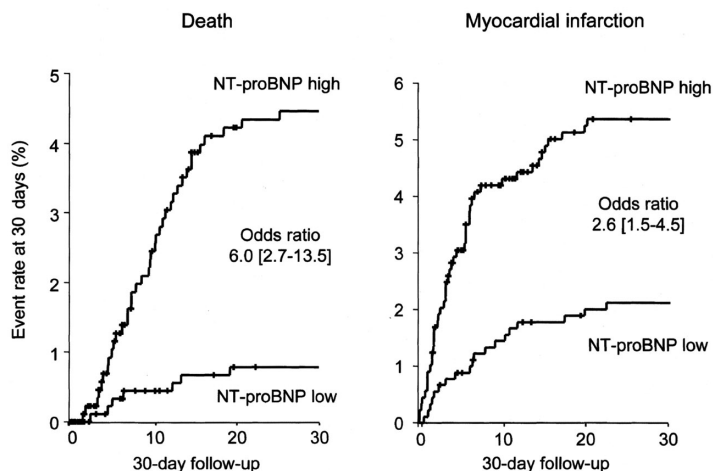 Death
Event rate at 30 days (%)
5
4
3
2
1
0
NT-proBNP high
Odds ratio
6.0 [2.7-13.5]
NT-proBNP low
0 10 20 30
30-day follow-up
Myocardial infarction
6
5
4
3
2
1
0
NT-proBNP high
Odds ratio
2.6 [1.5-4.5]
NT-proBNP low
0 10 20 30
30-day follow-up